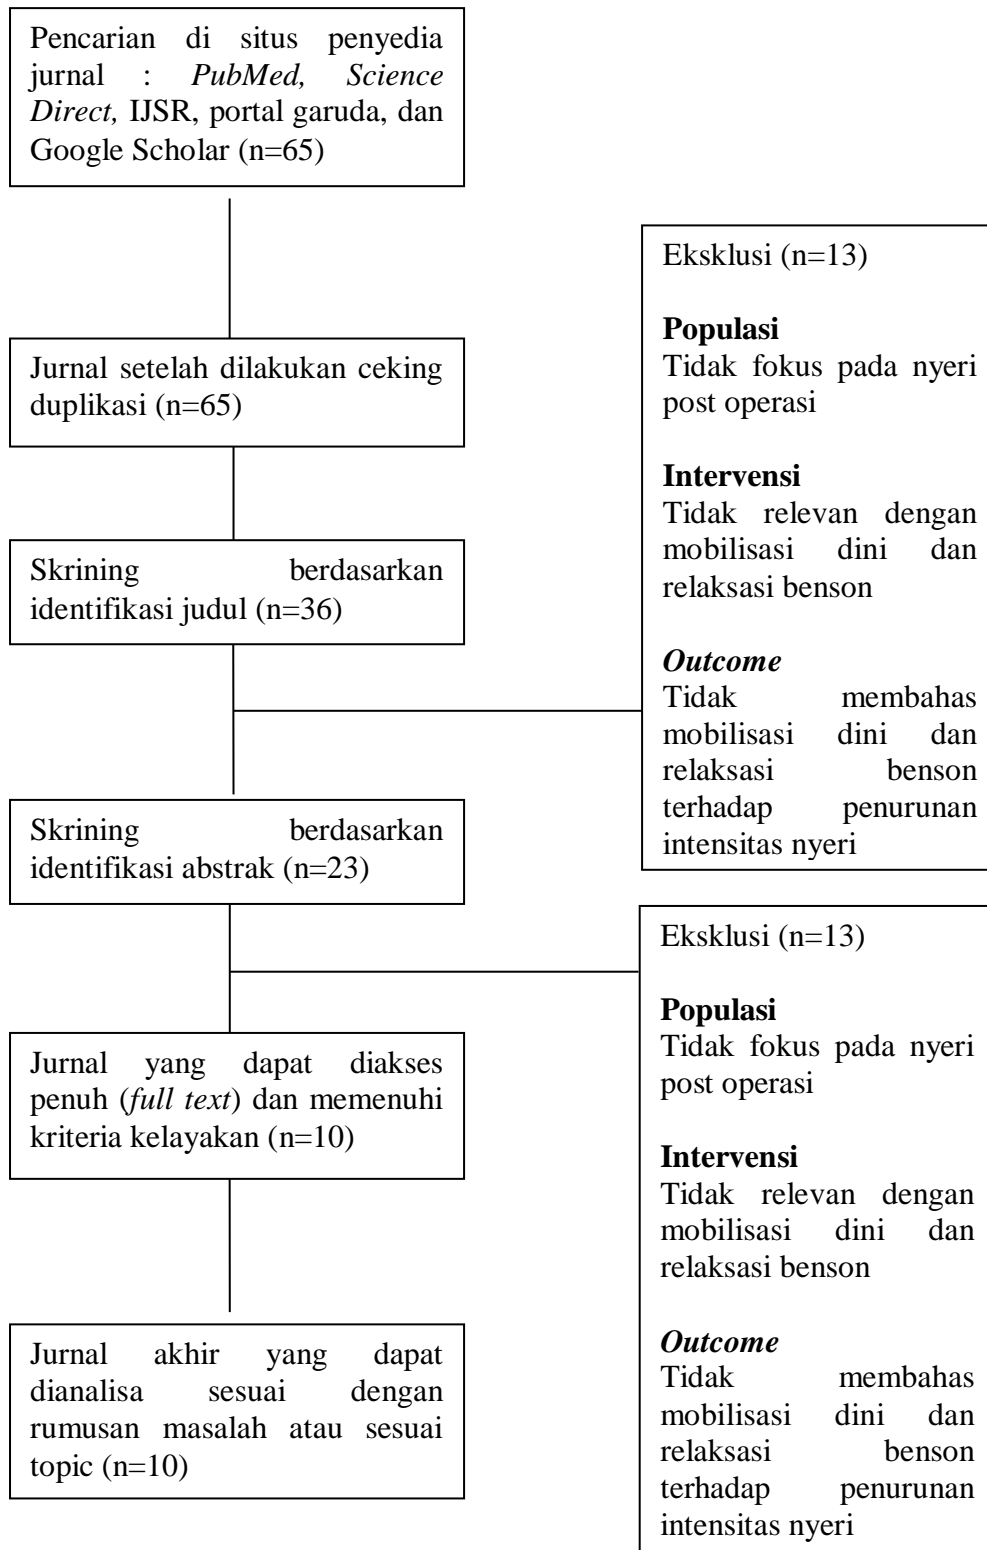 Pencarian di situs penyedia
jurnal : PubMed, Science
Direct, IJSR, portal garuda, dan
Google Scholar (n=65)
Jurnal setelah dilakukan ceking
duplikasi (n=65)
Skrining berdasarkan
identifikasi judul (n=36)
Eksklusi (n=13)
Populasi
Tidak fokus pada nyeri
post operasi
Intervensi
Tidak relevan dengan
mobilisasi dini dan
relaksasi benson
Outcome
Tidak membahas
mobilisasi dini dan
relaksasi benson
terhadap penurunan
intensitas nyeri
Skrining berdasarkan
identifikasi abstrak (n=23)
Eksklusi (n=13)
Populasi
Tidak fokus pada nyeri
post operasi
Intervensi
Tidak relevan dengan
mobilisasi dini dan
relaksasi benson
Outcome
Tidak membahas
mobilisasi dini dan
relaksasi benson
terhadap penurunan
intensitas nyeri
Jurnal yang dapat diakses
penuh (full text) dan memenuhi
kriteria kelayakan (n=10)
Jurnal akhir yang dapat
dianalisa sesuai dengan
rumusan masalah atau sesuai
topic (n=10)